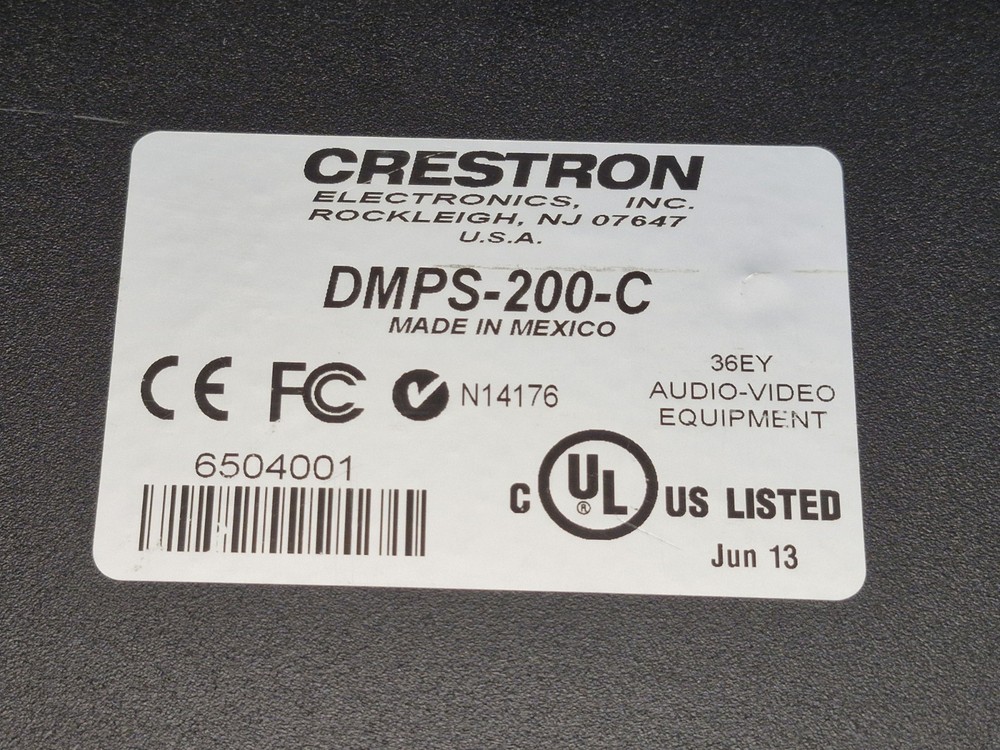 CRESTRON
ELECTRONICS, INC.
ROCKLEIGH, NJ 07647
U.S.A.
DMPS-200-C
MADE IN MEXICO
CE FC N14176
36EY
AUDIO-VIDEO
EQUIPMENT
6504001
C UL® US LISTED
Jun 13